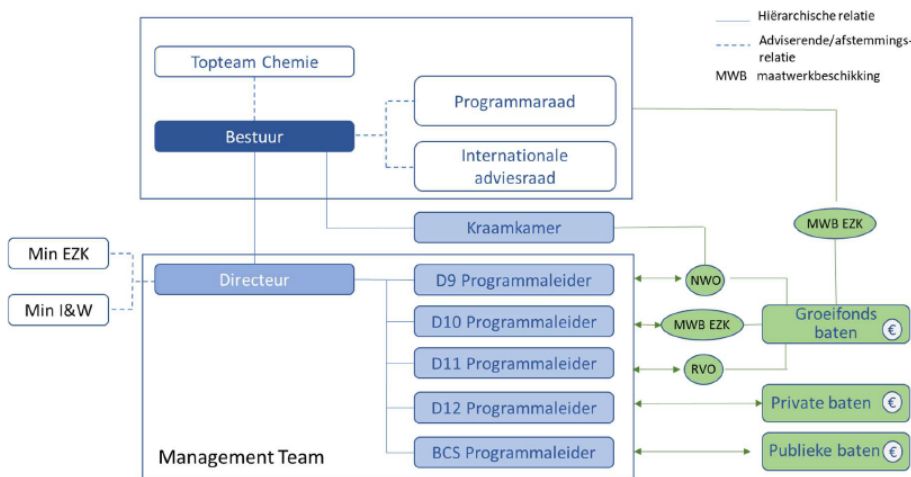 Hiërarchische relatie
Adviserende/afstemmings-
relatie
MWB maatwerkbeschikking
Topteam Chemie
Bestuur
Programmaraad
Internationale
adviesraad
Kraamkamer
MWB EZK
Min EZK
Min I&W
Directeur
D9 Programmaleider
NWO
D10 Programmaleider
MWB EZK
Groeifonds
baten €
D11 Programmaleider
RVO
D12 Programmaleider
Private baten €
BCS Programmaleider
Publieke baten €
Management Team